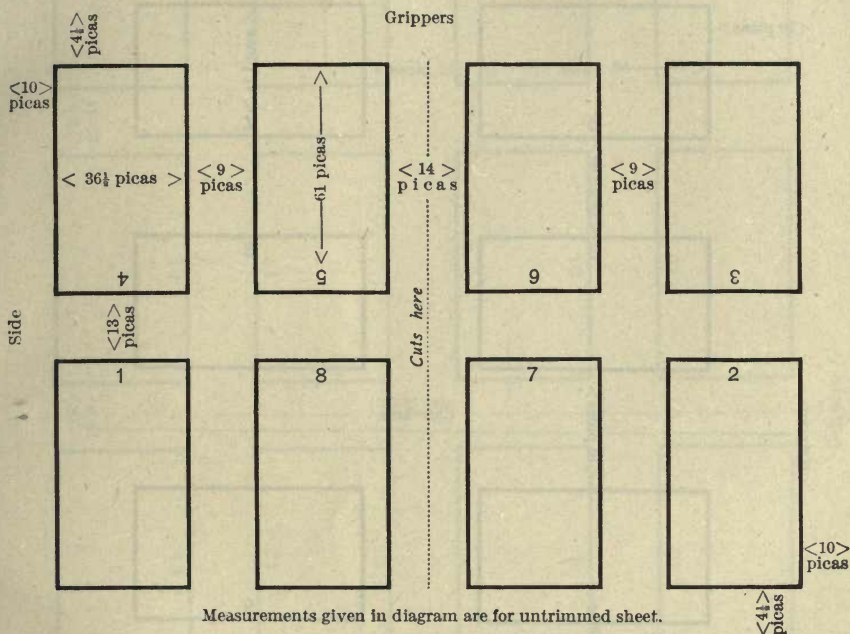 Grippers
<4½>
picas
<10>
picas
< 36½ picas >
< 9 >
picas
< 61 picas >
< 14 >
picas
< 9 >
picas
4
5
6
3
Side
<13>
picas
Cuts here
1
8
7
2
<10>
picas
<4½>
picas
Measurements given in diagram are for untrimmed sheet.